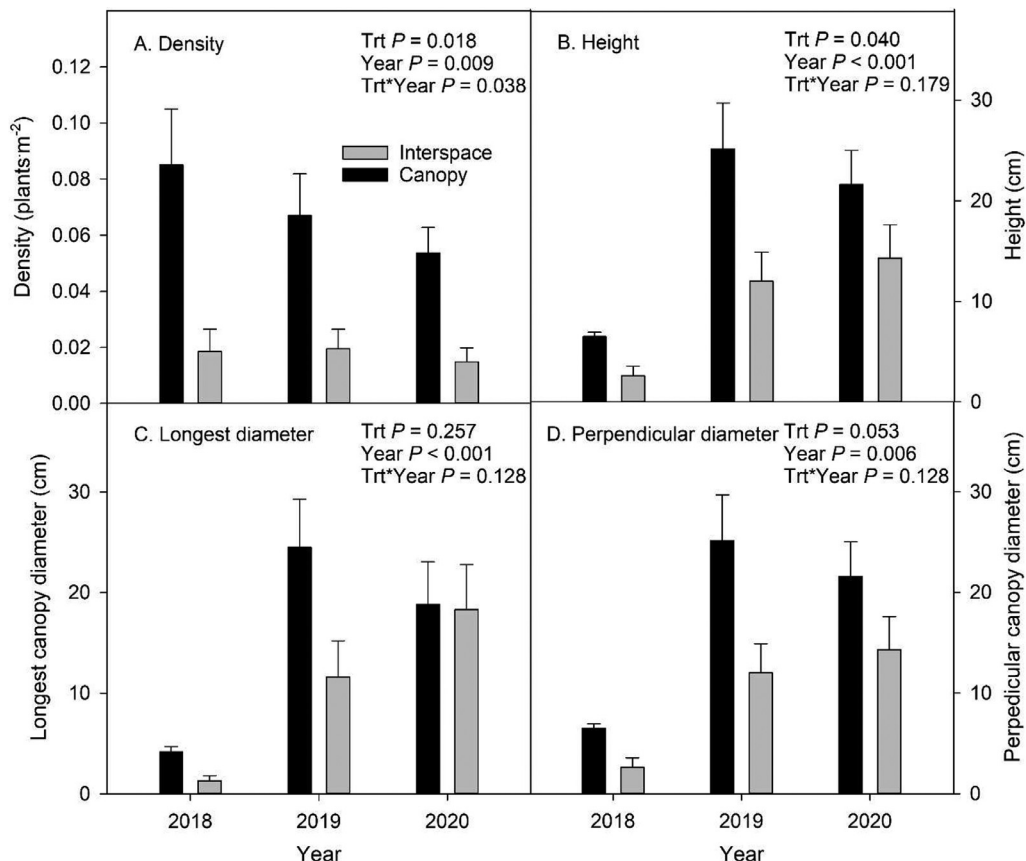 A. Density
Trt P = 0.018
Year P = 0.009
Trt*Year P = 0.038
Interspace
Canopy
Density (plants·m-2)
0.12
0.10
0.08
0.06
0.04
0.02
0.00
B. Height
Trt P = 0.040
Year P < 0.001
Trt*Year P = 0.179
30
20
10
0
Height (cm)
C. Longest diameter
Trt P = 0.257
Year P < 0.001
Trt*Year P = 0.128
Longest canopy diameter (cm)
30
20
10
0
2018 2019 2020
Year
D. Perpendicular diameter
Trt P = 0.053
Year P = 0.006
Trt*Year P = 0.128
30
20
10
0
Perpedicular canopy diameter (cm)
2018 2019 2020
Year